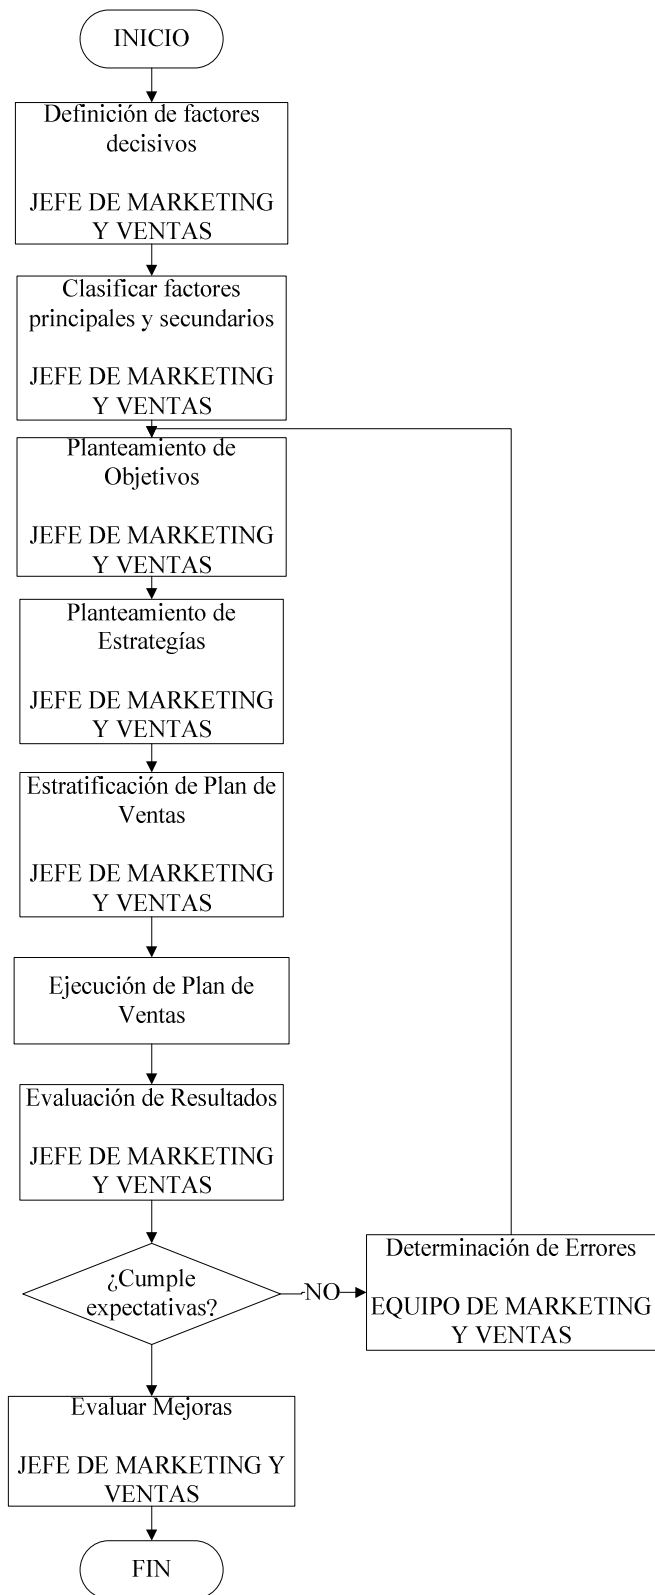 INICIO
Definición de factores
decisivos
JEFE DE MARKETING
Y VENTAS
Clasificar factores
principales y secundarios
JEFE DE MARKETING
Y VENTAS
Planteamiento de
Objetivos
JEFE DE MARKETING
Y VENTAS
Planteamiento de
Estrategías
JEFE DE MARKETING
Y VENTAS
Estratificación de Plan de
Ventas
JEFE DE MARKETING
Y VENTAS
Ejecución de Plan de
Ventas
Evaluación de Resultados
JEFE DE MARKETING
Y VENTAS
¿Cumple
expectativas?
NO
Determinación de Errores
EQUIPO DE MARKETING
Y VENTAS
Evaluar Mejoras
JEFE DE MARKETING Y
VENTAS
FIN